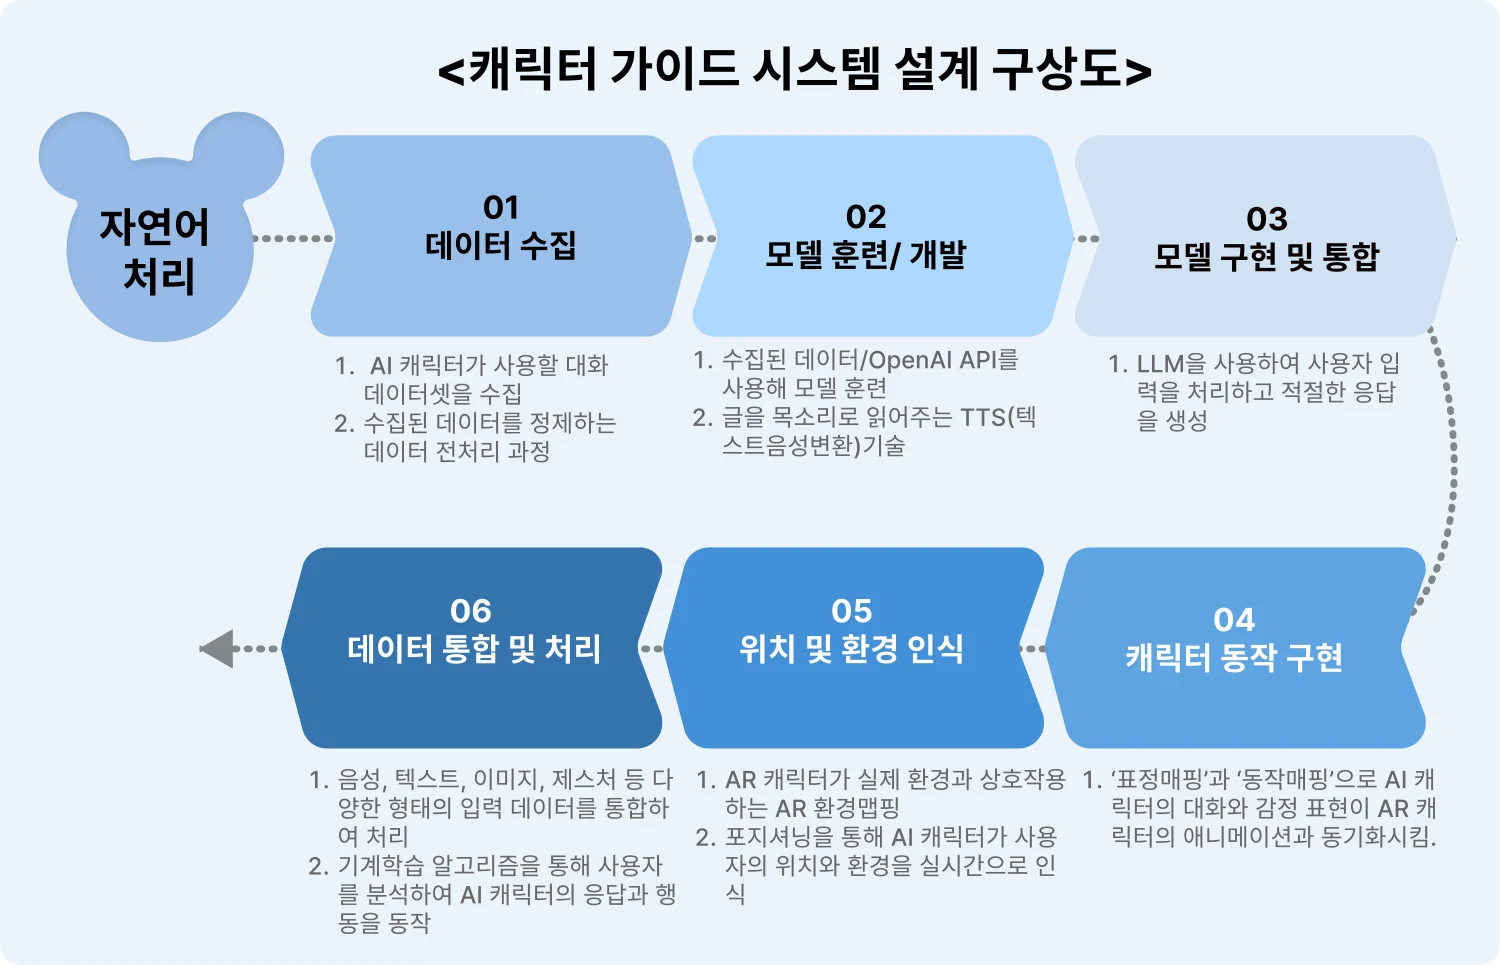 <캐릭터 가이드 시스템 설계 구상도>
자연어
처리
01
데이터 수집
1. AI 캐릭터가 사용할 대화
데이터셋을 수집
2. 수집된 데이터를 정제하는
데이터 전처리 과정
02
모델 훈련/ 개발
1. 수집된 데이터/OpenAI API를
사용해 모델 훈련
2. 글을 목소리로 읽어주는 TTS(텍
스트음성변환)기술
03
모델 구현 및 통합
1. LLM을 사용하여 사용자 입
력을 처리하고 적절한 응답
을 생성
04
캐릭터 동작 구현
1. ‘표정매핑’과 ‘동작매핑’으로 AI 캐
릭터의 대화와 감정 표현이 AR 캐
릭터의 애니메이션과 동기화시킴.
05
위치 및 환경 인식
1. AR 캐릭터가 실제 환경과 상호작용
하는 AR 환경맵핑
2. 포지셔닝을 통해 AI 캐릭터가 사용
자의 위치와 환경을 실시간으로 인
식
06
데이터 통합 및 처리
1. 음성, 텍스트, 이미지, 제스처 등 다
양한 형태의 입력 데이터를 통합하
여 처리
2. 기계학습 알고리즘을 통해 사용자
를 분석하여 AI 캐릭터의 응답과 행
동을 동작